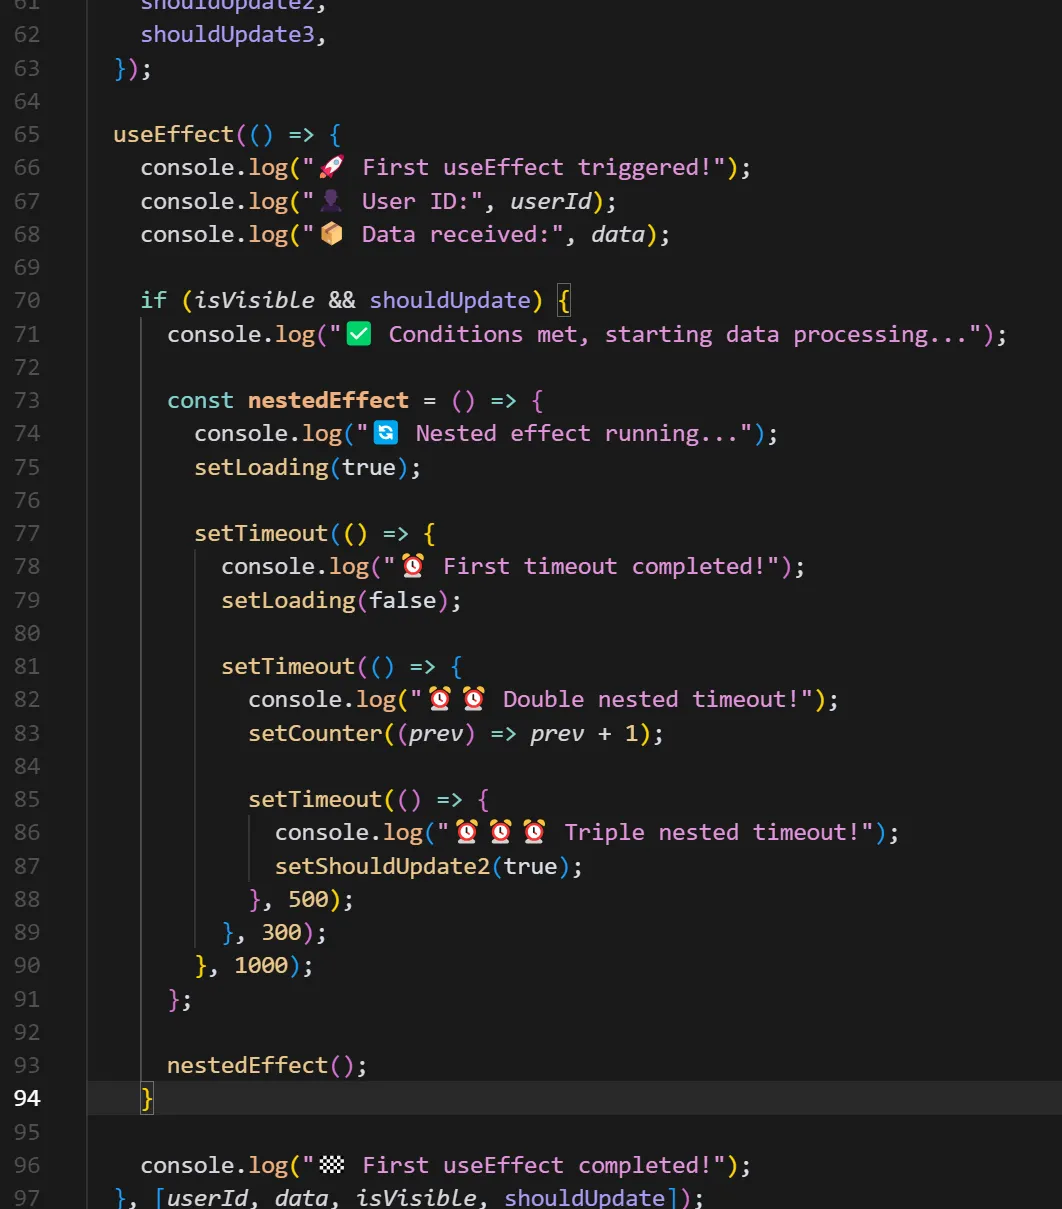 61 shouldUpdate2,
62 shouldUpdate3,
63 });
64
65 useEffect(() => {
66 console.log("🚀 First useEffect triggered!");
67 console.log("👤 User ID:", userId);
68 console.log("📦 Data received:", data);
69
70 if (isVisible && shouldUpdate) {
71 console.log("✅ Conditions met, starting data processing...");
72
73 const nestedEffect = () => {
74 console.log("🔄 Nested effect running...");
75 setLoading(true);
76
77 setTimeout(() => {
78 console.log("⏰ First timeout completed!");
79 setLoading(false);
80
81 setTimeout(() => {
82 console.log("⏰⏰ Double nested timeout!");
83 setCounter((prev) => prev + 1);
84
85 setTimeout(() => {
86 console.log("⏰⏰⏰ Triple nested timeout!");
87 setShouldUpdate2(true);
88 }, 500);
89 }, 300);
90 }, 1000);
91 };
92
93 nestedEffect();
94 }
95
96 console.log("🏁 First useEffect completed!");
97 }, [userId, data, isVisible, shouldUpdate]);